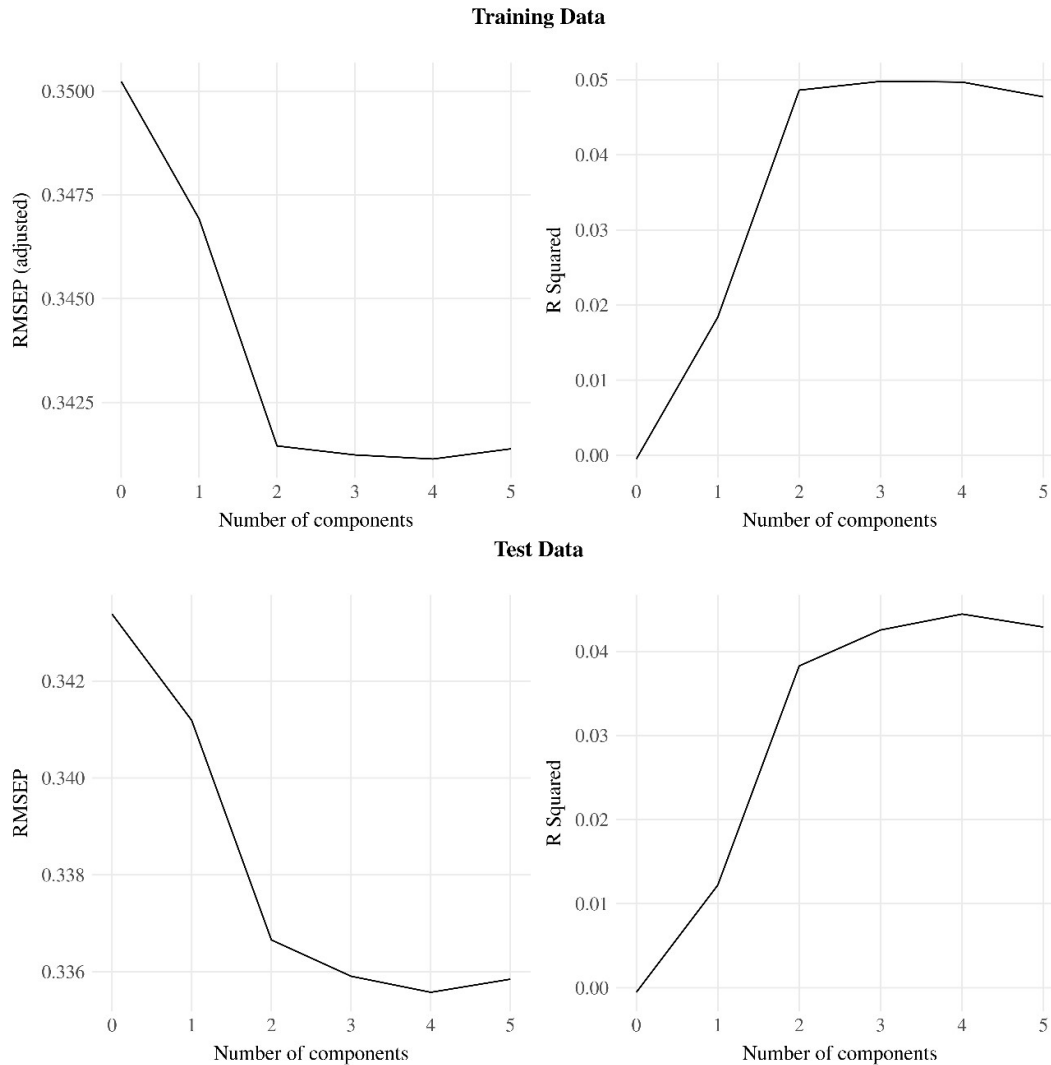 Training Data
RMSEP (adjusted)
0.3500
0.3475
0.3450
0.3425
0 1 2 3 4 5
Number of components
R Squared
0.05
0.04
0.03
0.02
0.01
0.00
0 1 2 3 4 5
Number of components
Test Data
RMSEP
0.342
0.340
0.338
0.336
0 1 2 3 4 5
Number of components
R Squared
0.04
0.03
0.02
0.01
0.00
0 1 2 3 4 5
Number of components